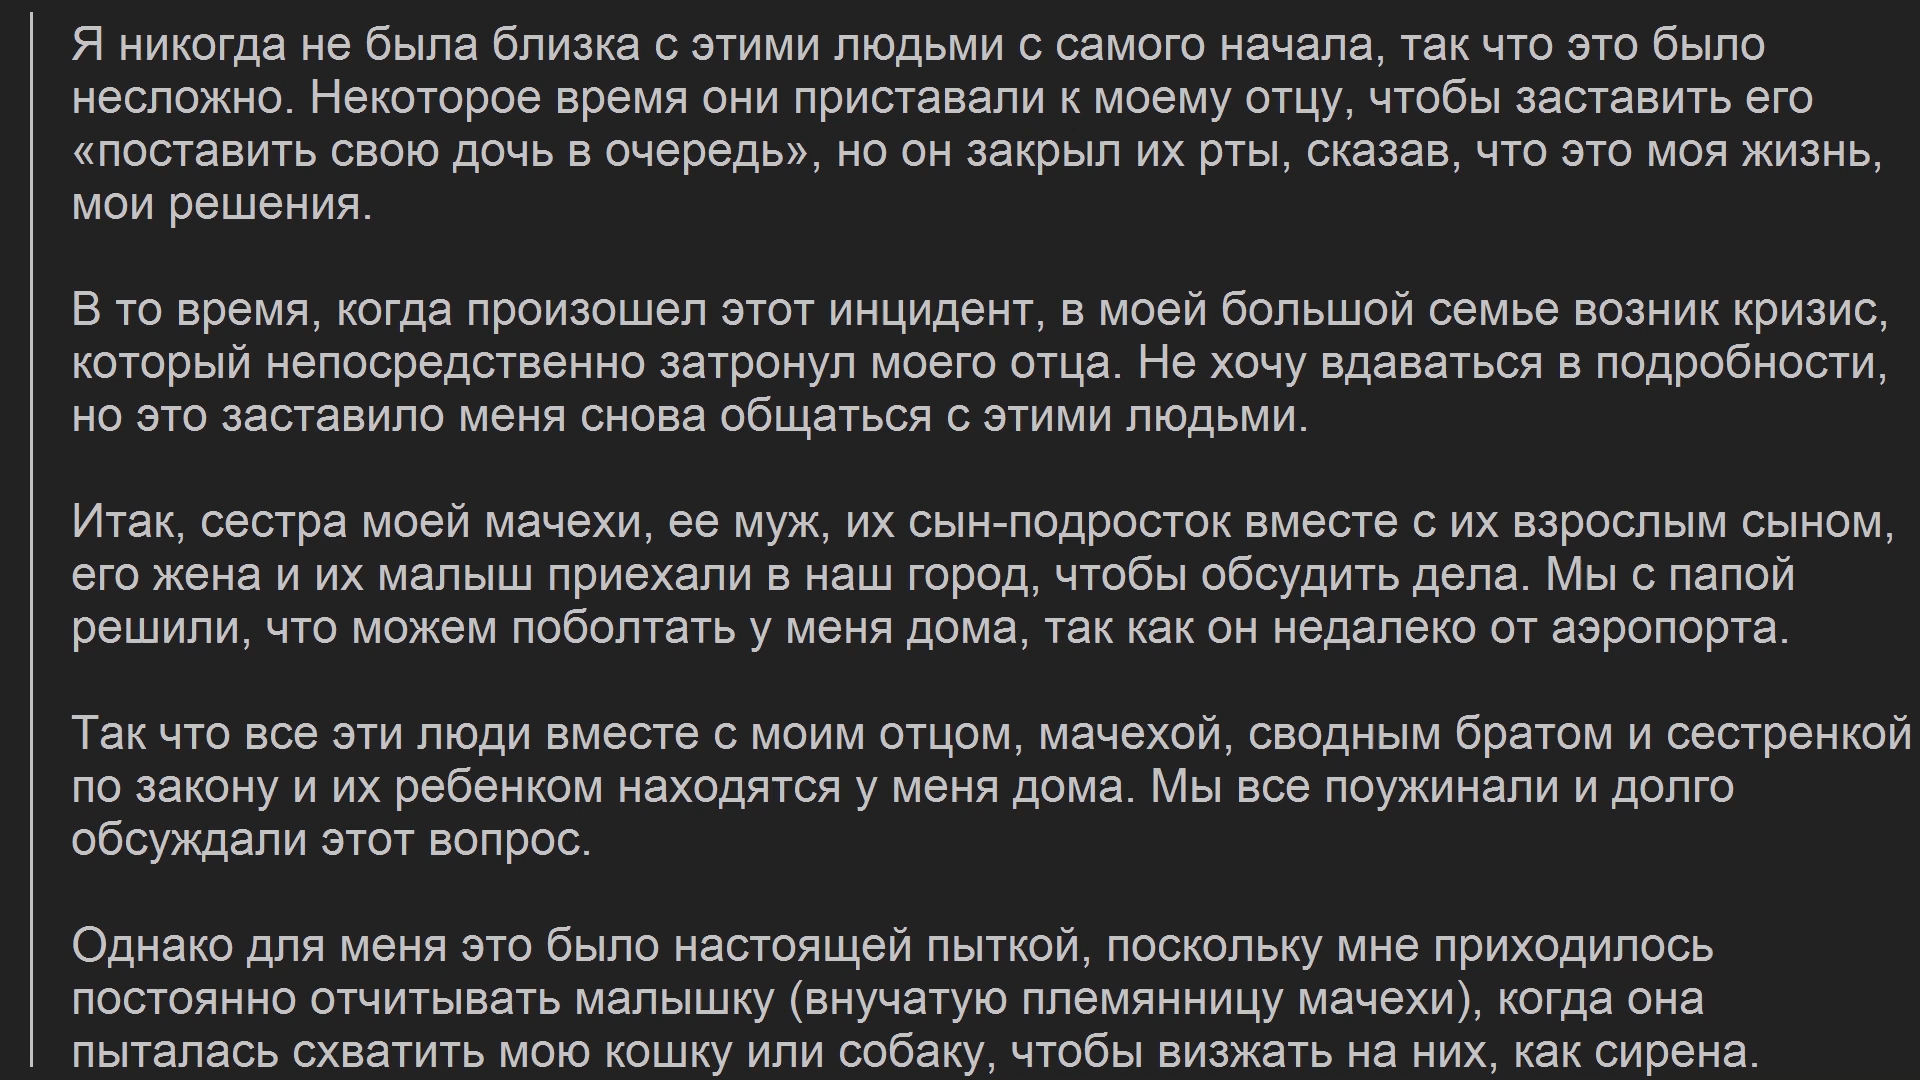 Я никогда не была близка с этими людьми с самого начала, так что это было
несложно. Некоторое время они приставали к моему отцу, чтобы заставить его
«поставить свою дочь в очередь», но он закрыл их рты, сказав, что это моя жизнь,
мои решения.
В то время, когда произошел этот инцидент, в моей большой семье возник кризис,
который непосредственно затронул моего отца. Не хочу вдаваться в подробности,
но это заставило меня снова общаться с этими людьми.
Итак, сестра моей мачехи, ее муж, их сын-подросток вместе с их взрослым сыном,
его жена и их малыш приехали в наш город, чтобы обсудить дела. Мы с папой
решили, что можем поболтать у меня дома, так как он недалеко от аэропорта.
Так что все эти люди вместе с моим отцом, мачехой, сводным братом и сестренкой
по закону и их ребенком находятся у меня дома. Мы все поужинали и долго
обсуждали этот вопрос.
Однако для меня это было настоящей пыткой, поскольку мне приходилось
постоянно отчитывать малышку (внучатую племянницу мачехи), когда она
пыталась схватить мою кошку или собаку, чтобы визжать на них, как сирена.